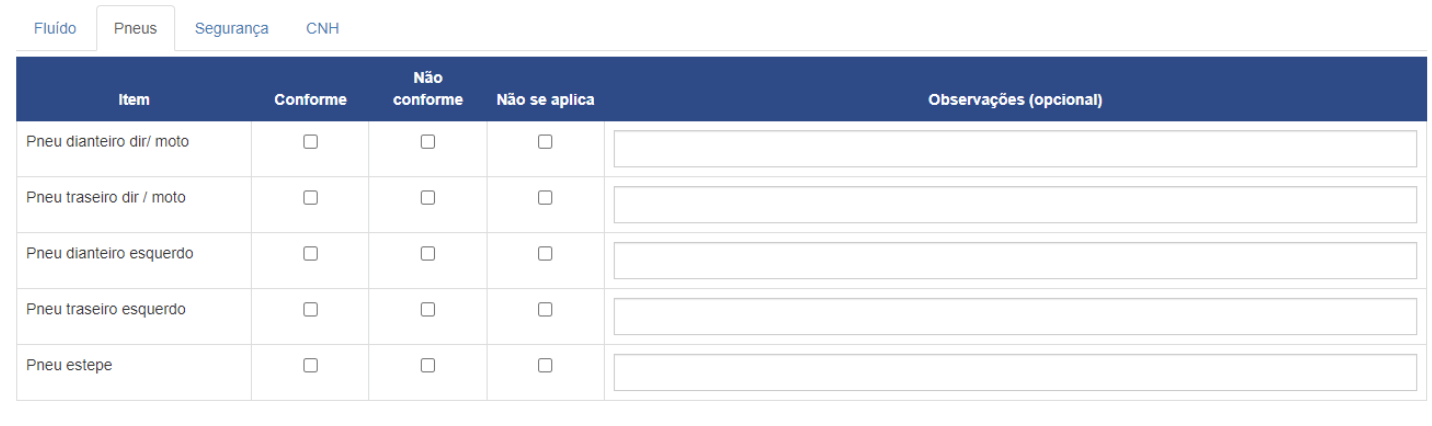 Fluído Pneus Segurança CNH
Item Conforme Não conforme Não se aplica Observações (opcional)
Pneu dianteiro dir/ moto
Pneu traseiro dir / moto
Pneu dianteiro esquerdo
Pneu traseiro esquerdo
Pneu estepe